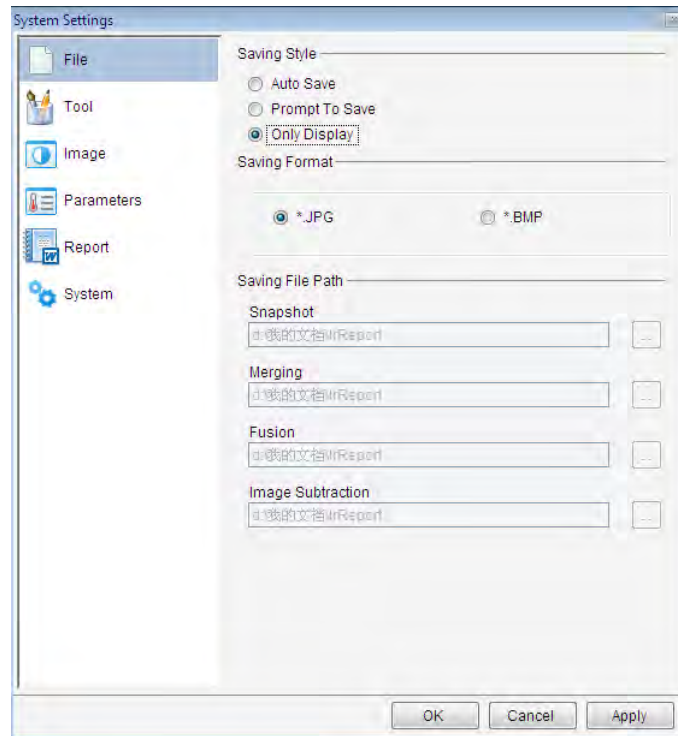 System Settings
File
Tool
Image
Parameters
Report
System
Saving Style
Auto Save
Prompt To Save
Only Display
Saving Format
*.JPG
*.BMP
Saving File Path
Snapshot
d:\我的文档\IrReport
...
Merging
d:\我的文档\IrReport
...
Fusion
d:\我的文档\IrReport
...
Image Subtraction
d:\我的文档\IrReport
...
OK
Cancel
Apply